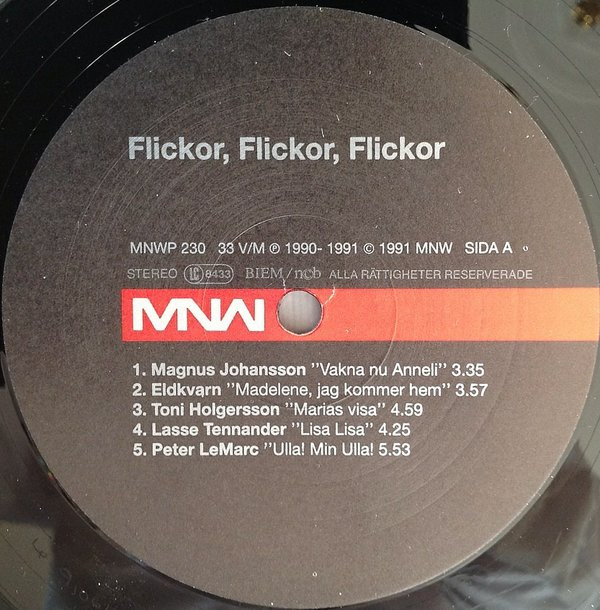 Flickor, Flickor, Flickor
MNWP 230 33 V/M ℗ 1990- 1991 © 1991 MNW SIDA A
STEREO LC 8433 BIEM/ncb ALLA RÄTTIGHETER RESERVERADE
MNW
1. Magnus Johansson "Vakna nu Anneli" 3.35
2. Eldkvarn "Madelene, jag kommer hem" 3.57
3. Toni Holgersson "Marias visa" 4.59
4. Lasse Tennander "Lisa Lisa" 4.25
5. Peter LeMarc "Ulla! Min Ulla! 5.53